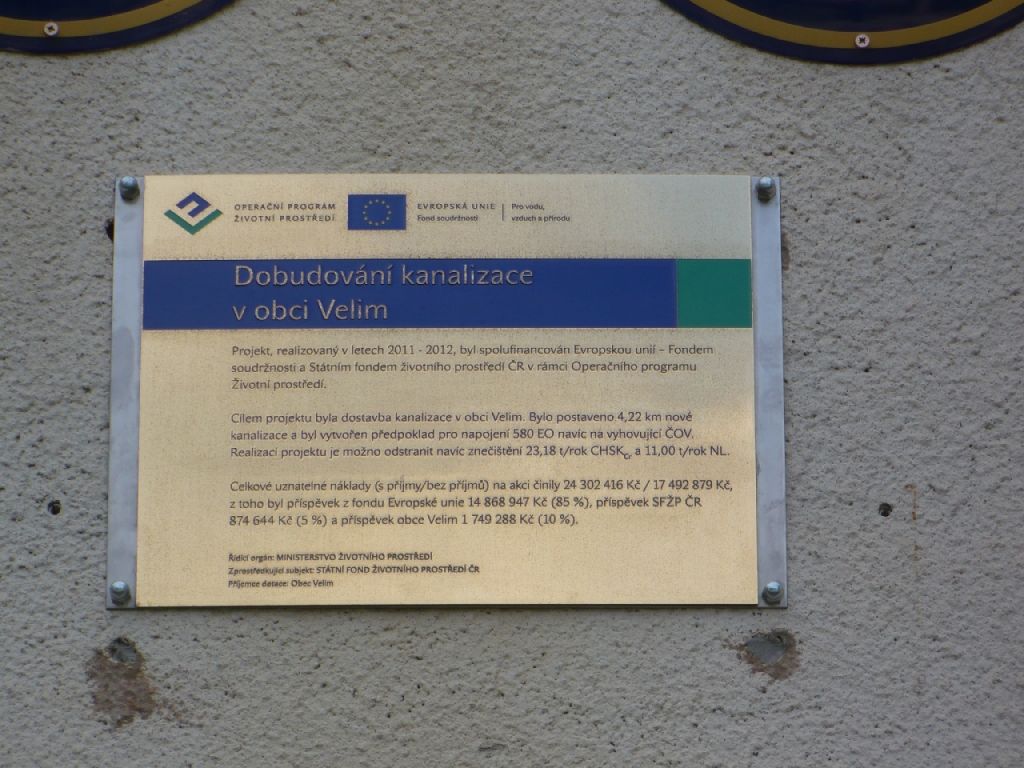 OPERAČNÍ PROGRAM
ŽIVOTNÍ PROSTŘEDÍ
EVROPSKÁ UNIE
Fond soudržnosti
Pro vodu,
vzduch a přírodu
Dobudování kanalizace
v obci Velim
Projekt, realizovaný v letech 2011 - 2012, byl spolufinancován Evropskou unií – Fondem
soudržnosti a Státním fondem životního prostředí ČR v rámci Operačního programu
Životní prostředí.
Cílem projektu byla dostavba kanalizace v obci Velim. Bylo postaveno 4,22 km nové
kanalizace a byl vytvořen předpoklad pro napojení 580 EO navíc na vyhovující ČOV.
Realizací projektu je možno odstranit navíc znečištění 23,18 t/rok CHSKcr a 11,00 t/rok NL.
Celkové uznatelné náklady (s příjmy/bez příjmů) na akci činily 24 302 416 Kč / 17 492 879 Kč,
z toho byl příspěvek z fondu Evropské unie 14 868 947 Kč (85 %), příspěvek SFŽP ČR
874 644 Kč (5 %) a příspěvek obce Velim 1 749 288 Kč (10 %).
Řídící orgán: MINISTERSTVO ŽIVOTNÍHO PROSTŘEDÍ
Zprostředkující subjekt: STÁTNÍ FOND ŽIVOTNÍHO PROSTŘEDÍ ČR
Příjemce dotace: Obec Velim